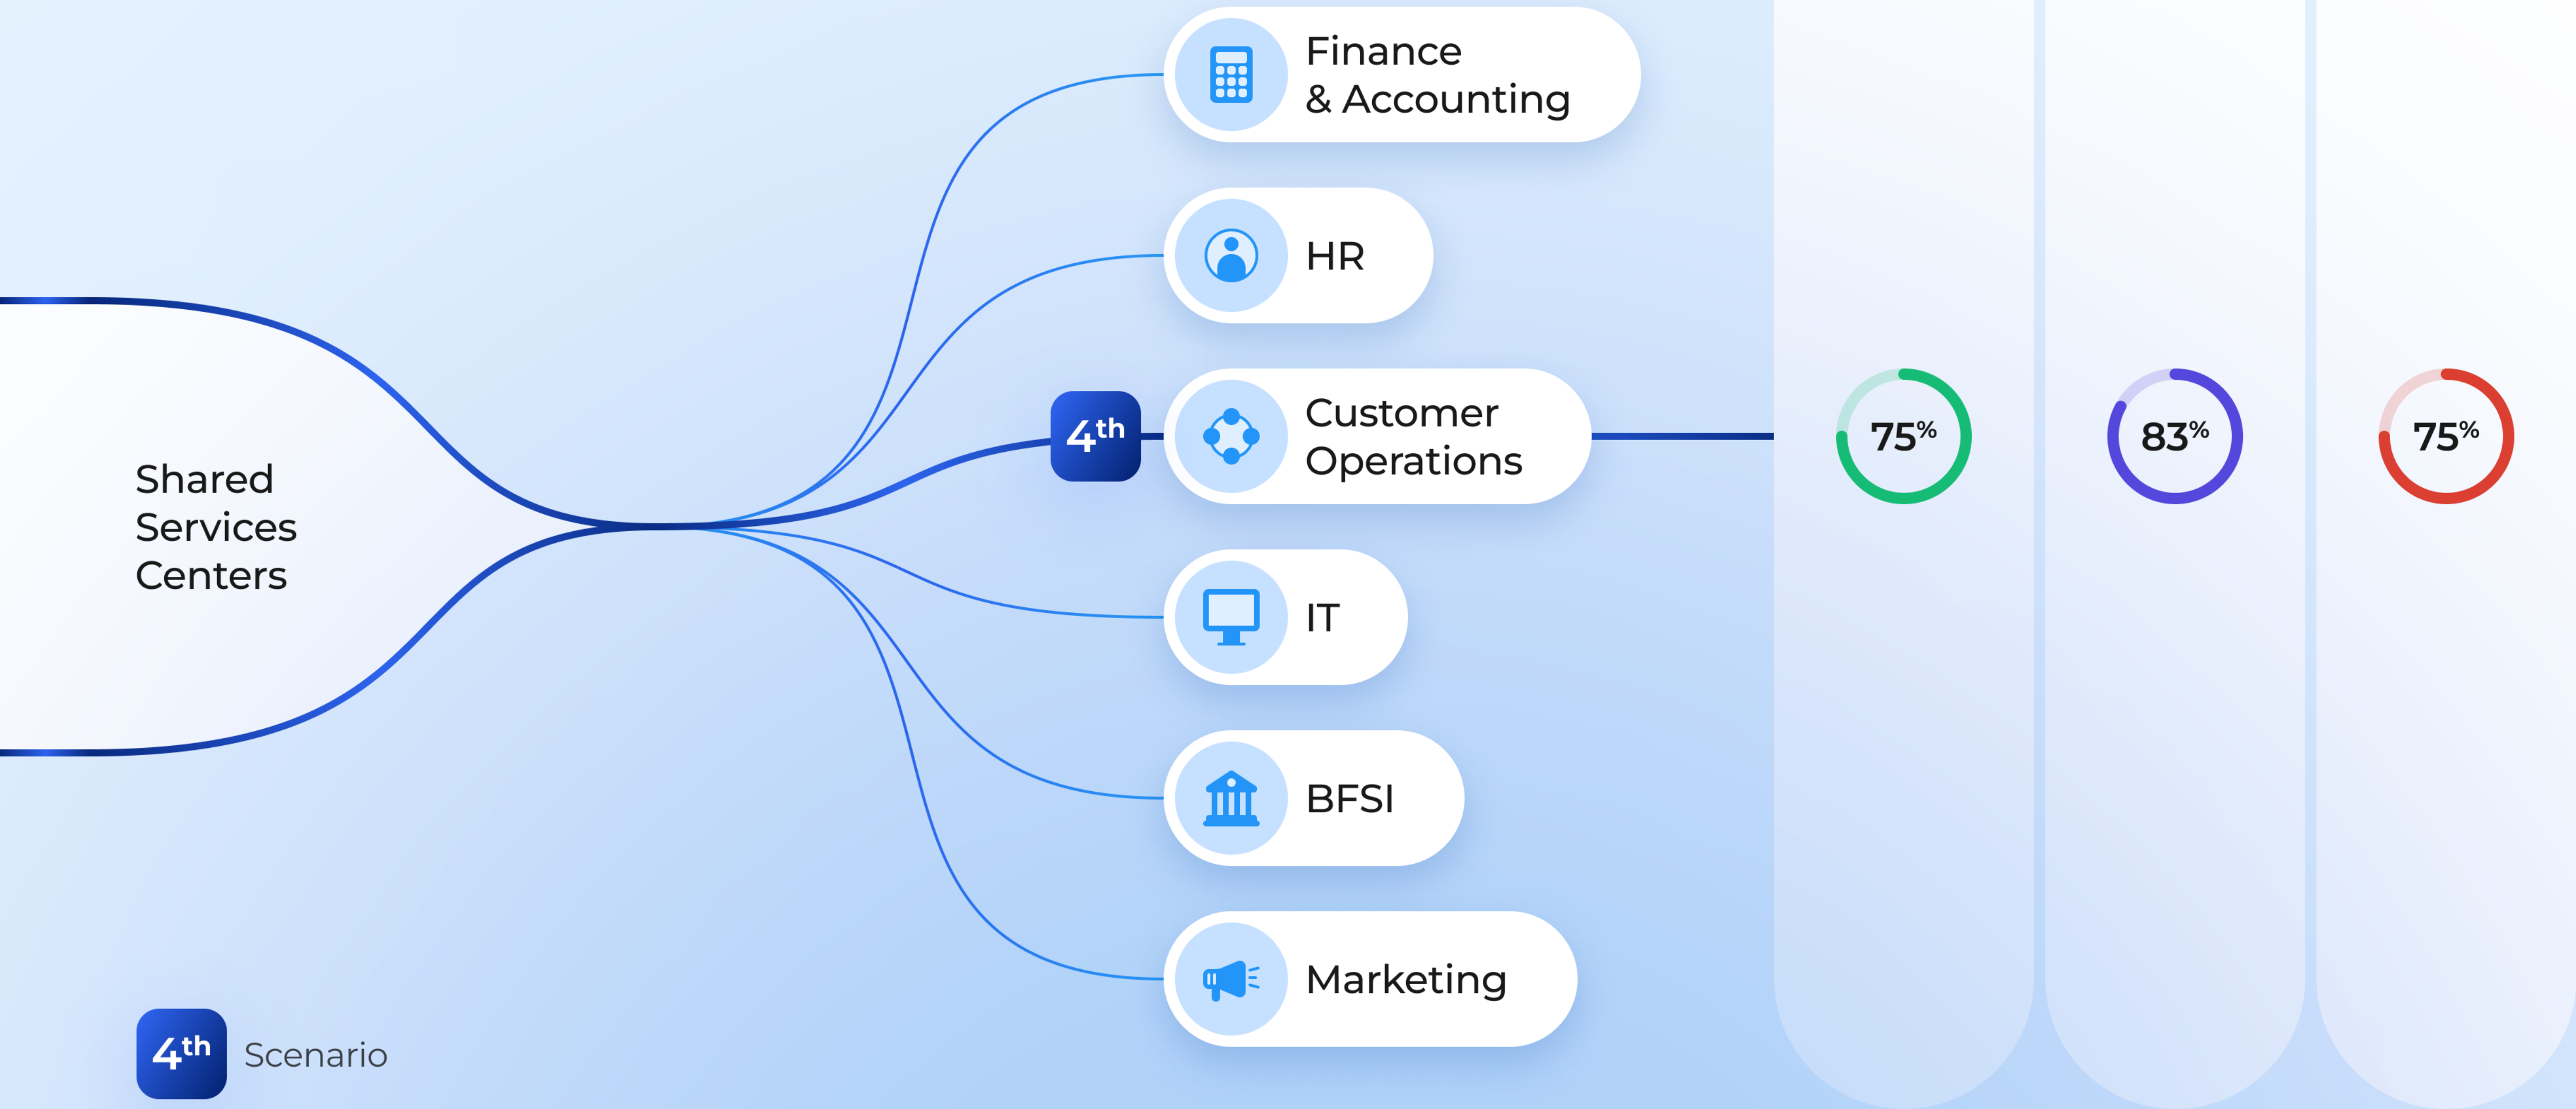 Finance
& Accounting
HR
4th
Customer
Operations
75%
83%
75%
Shared
Services
Centers
IT
BFSI
Marketing
4th
Scenario